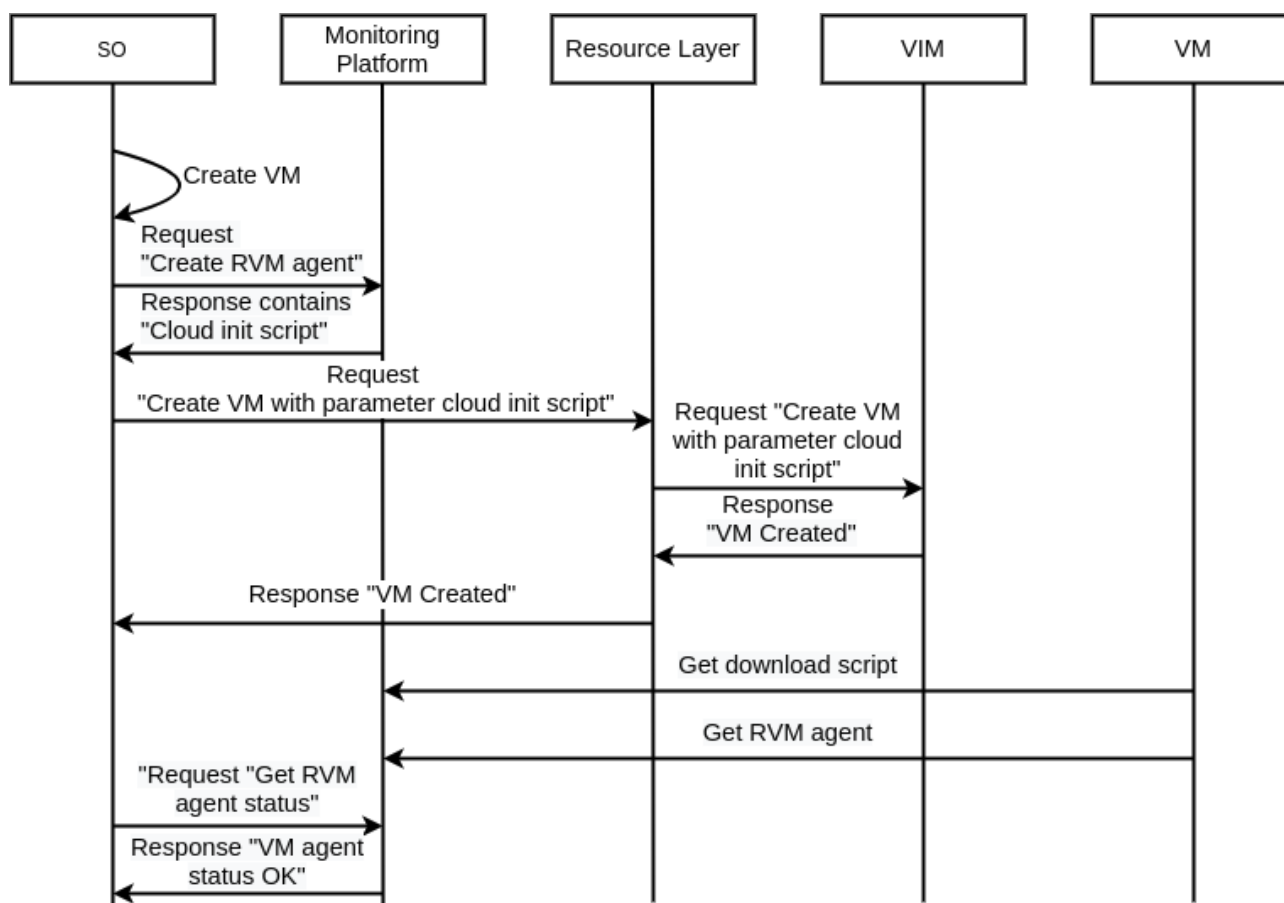 SO
Monitoring
Platform
Resource Layer
VIM
VM
Create VM
Request
"Create RVM agent"
Response contains
"Cloud init script"
Request
"Create VM with parameter cloud init script"
Request "Create VM
with parameter cloud
init script"
Response
"VM Created"
Response "VM Created"
Get download script
Get RVM agent
"Request "Get RVM
agent status"
Response "VM agent
status OK"